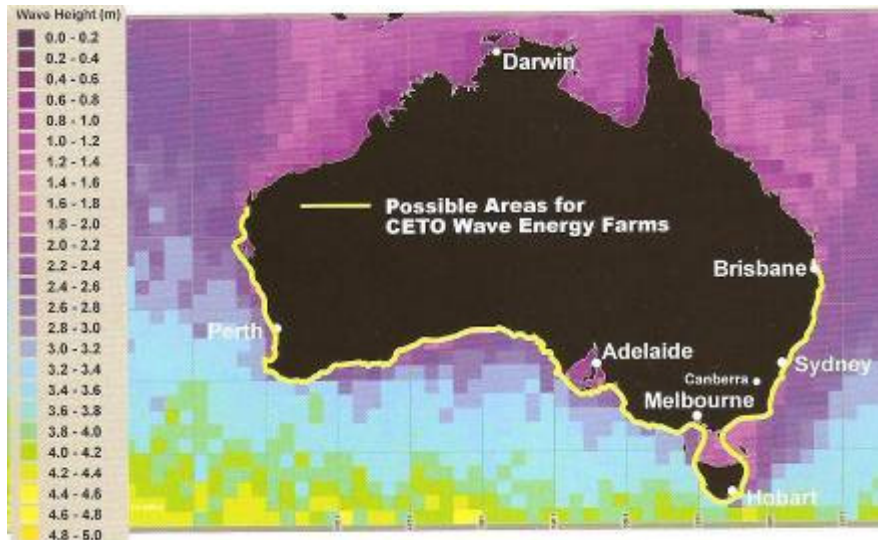 Wave Height (m)
0.0 - 0.2
0.2 - 0.4
0.4 - 0.6
0.6 - 0.8
0.8 - 1.0
1.0 - 1.2
1.2 - 1.4
1.4 - 1.6
1.6 - 1.8
1.8 - 2.0
2.0 - 2.2
2.2 - 2.4
2.4 - 2.6
2.6 - 2.8
2.8 - 3.0
3.0 - 3.2
3.2 - 3.4
3.4 - 3.6
3.6 - 3.8
3.8 - 4.0
4.0 - 4.2
4.2 - 4.4
4.4 - 4.6
4.6 - 4.8
4.8 - 5.0
Darwin
Possible Areas for
CETO Wave Energy Farms
Brisbane
Perth
Adelaide
Sydney
Canberra
Melbourne
Hobart